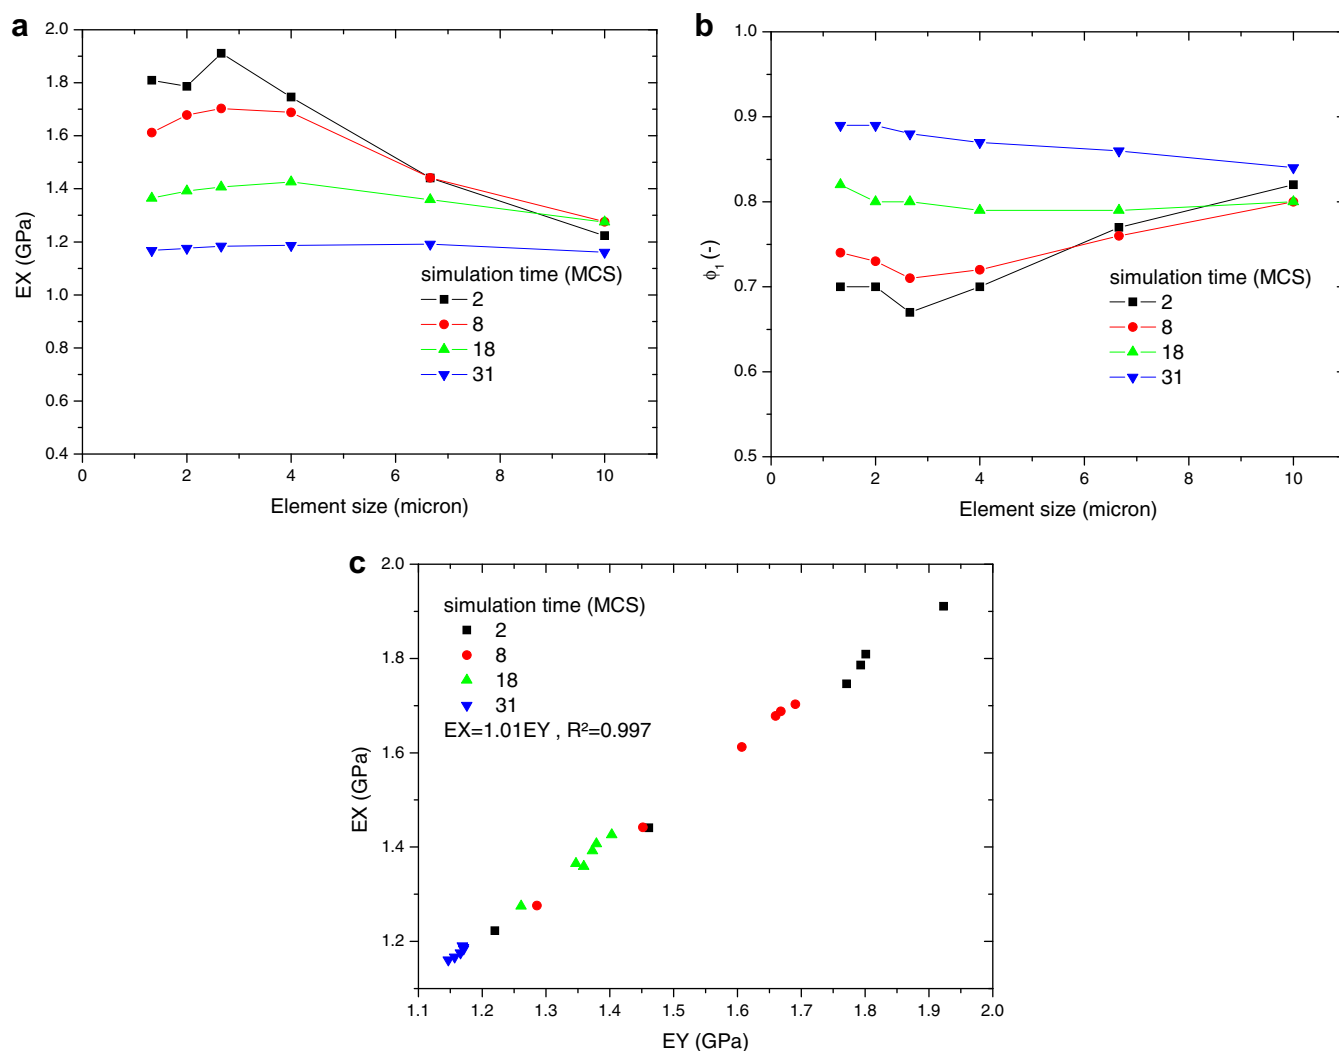 a
2.0
1.8
1.6
1.4
1.2
1.0
0.8
0.6
0.4
EX (GPa)
simulation time (MCS)
2
8
18
31
0 2 4 6 8 10
Element size (micron)
b
1.0
0.9
0.8
0.7
0.6
0.5
ϕ₁ (-)
simulation time (MCS)
2
8
18
31
0 2 4 6 8 10
Element size (micron)
c
2.0
1.8
1.6
1.4
1.2
EX (GPa)
simulation time (MCS)
2
8
18
31
EX=1.01EY , R²=0.997
1.1 1.2 1.3 1.4 1.5 1.6 1.7 1.8 1.9 2.0
EY (GPa)